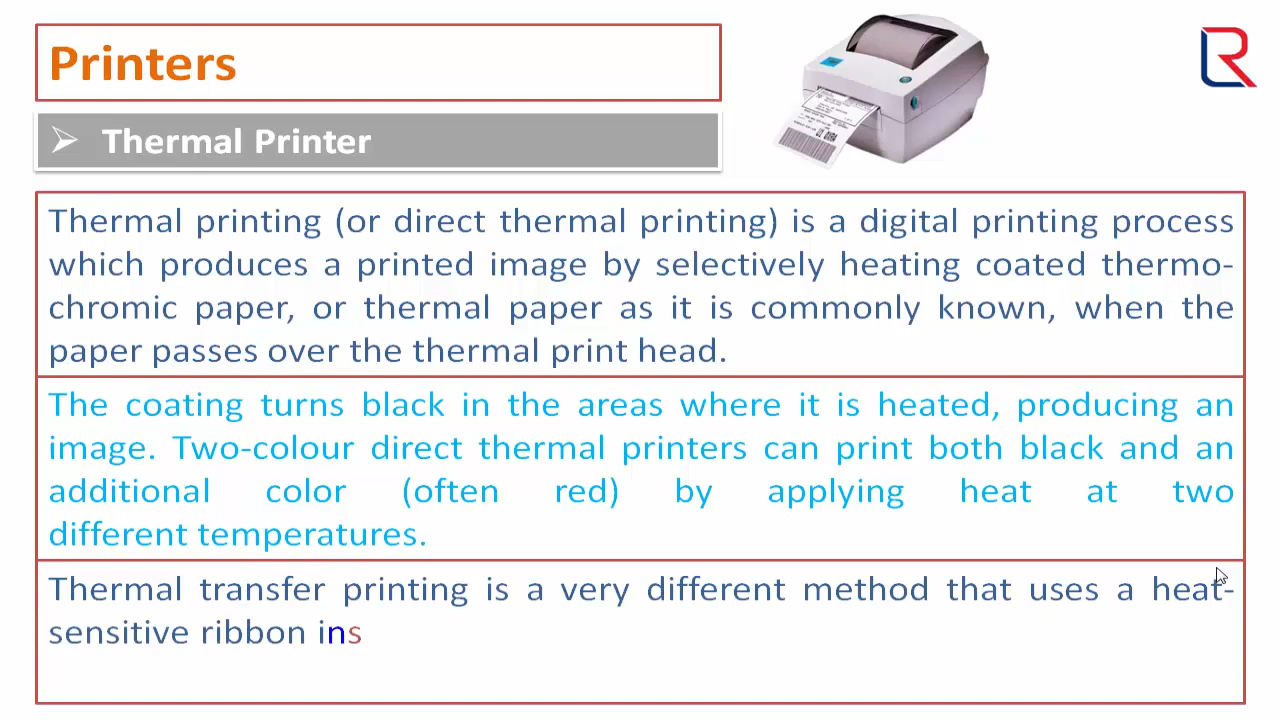 Printers
Thermal Printer
Thermal printing (or direct thermal printing) is a digital printing process
which produces a printed image by selectively heating coated thermo-
chromic paper, or thermal paper as it is commonly known, when the
paper passes over the thermal print head.
The coating turns black in the areas where it is heated, producing an
image. Two-colour direct thermal printers can print both black and an
additional color (often red) by applying heat at two
different temperatures.
Thermal transfer printing is a very different method that uses a heat-
sensitive ribbon ins